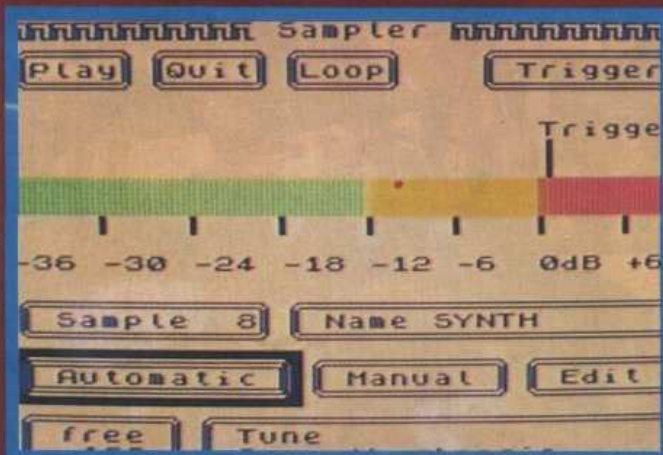 Sampler
Play Quit Loop Trigger
Trigge
-36 -30 -24 -18 -12 -6 0dB +6
Sample 8 Name SYNTH
Automatic Manual Edit
free Tune